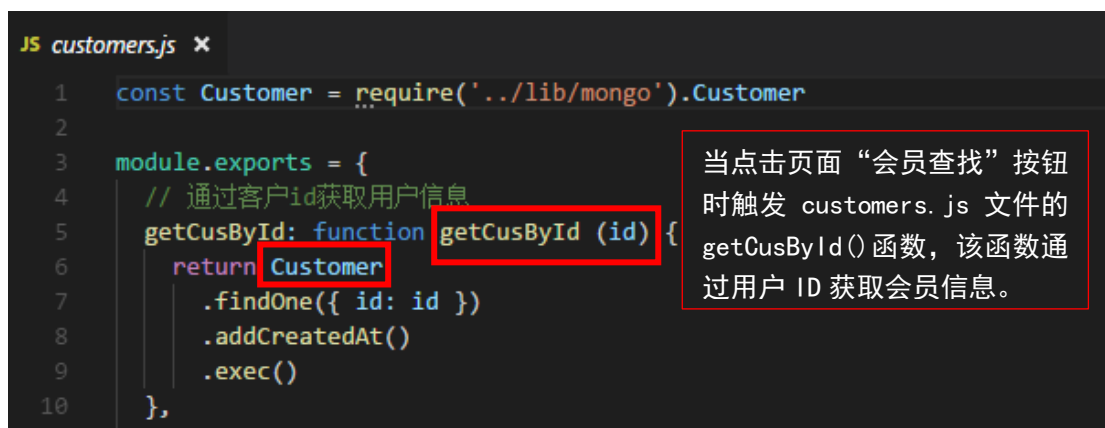 JS customers.js ×
1 const Customer = require('../lib/mongo').Customer
2
3 module.exports = {
4 // 通过客户id获取用户信息
5 getCusById: function getCusById (id) {
6 return Customer
7 .findOne({ id: id })
8 .addCreatedAt()
9 .exec()
10 },
当点击页面“会员查找”按钮
时触发 customers.js 文件的
getCusById()函数，该函数通
过用户 ID 获取会员信息。